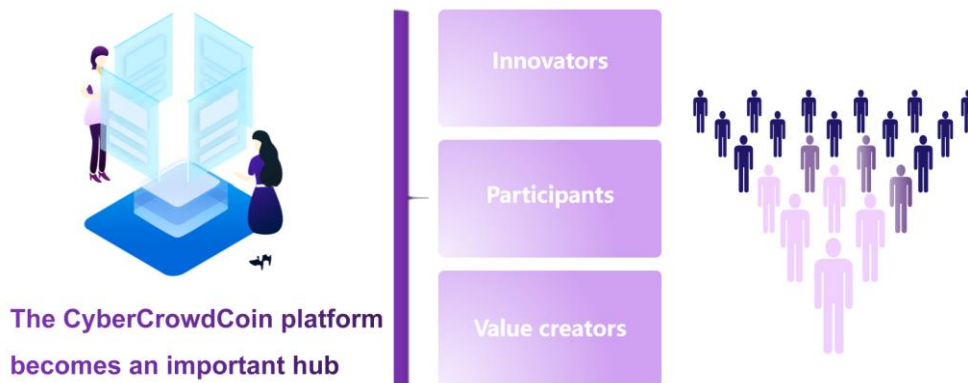 Innovators
Participants
Value creators
The CyberCrowdCoin platform
becomes an important hub